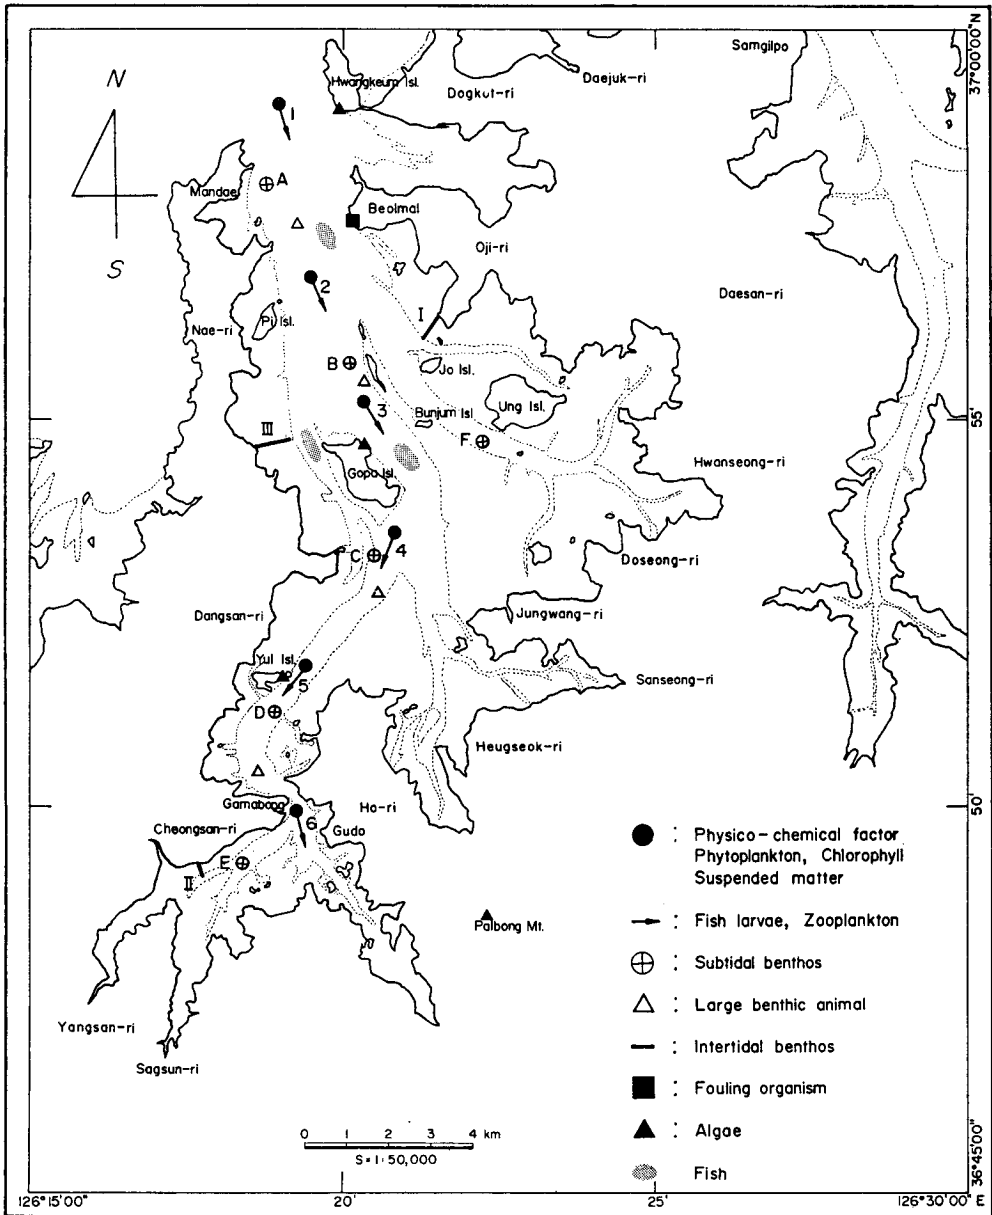 37°00'00"N
Samgilpo
N
Hwangkeum Isl.
Daejuk-ri
Dogkot-ri
1
A
Mandae
Beolmal
Oji-ri
S
2
Daesan-ri
I
Pi Isl.
Nae-ri
B
Jo Isl.
Ung Isl.
3
Bunjum Isl.
55'
III
F
Gopa Isl.
Hwanseong-ri
4
C
Doseong-ri
Dangsan-ri
Jungwang-ri
Yul Isl.
5
Sanseong-ri
D
Heugseok-ri
Gamabong
Ho-ri
50'
6
Cheongsan-ri
Gudo
E
II
Palbong Mt.
Yangsan-ri
Sagsun-ri
: Physico-chemical factor
Phytoplankton, Chlorophyll
Suspended matter
: Fish larvae, Zooplankton
: Subtidal benthos
: Large benthic animal
: Intertidal benthos
: Fouling organism
: Algae
: Fish
0 1 2 3 4 km
S=1:50,000
36°45'00"
126°15'00"
20'
25'
126°30'00" E